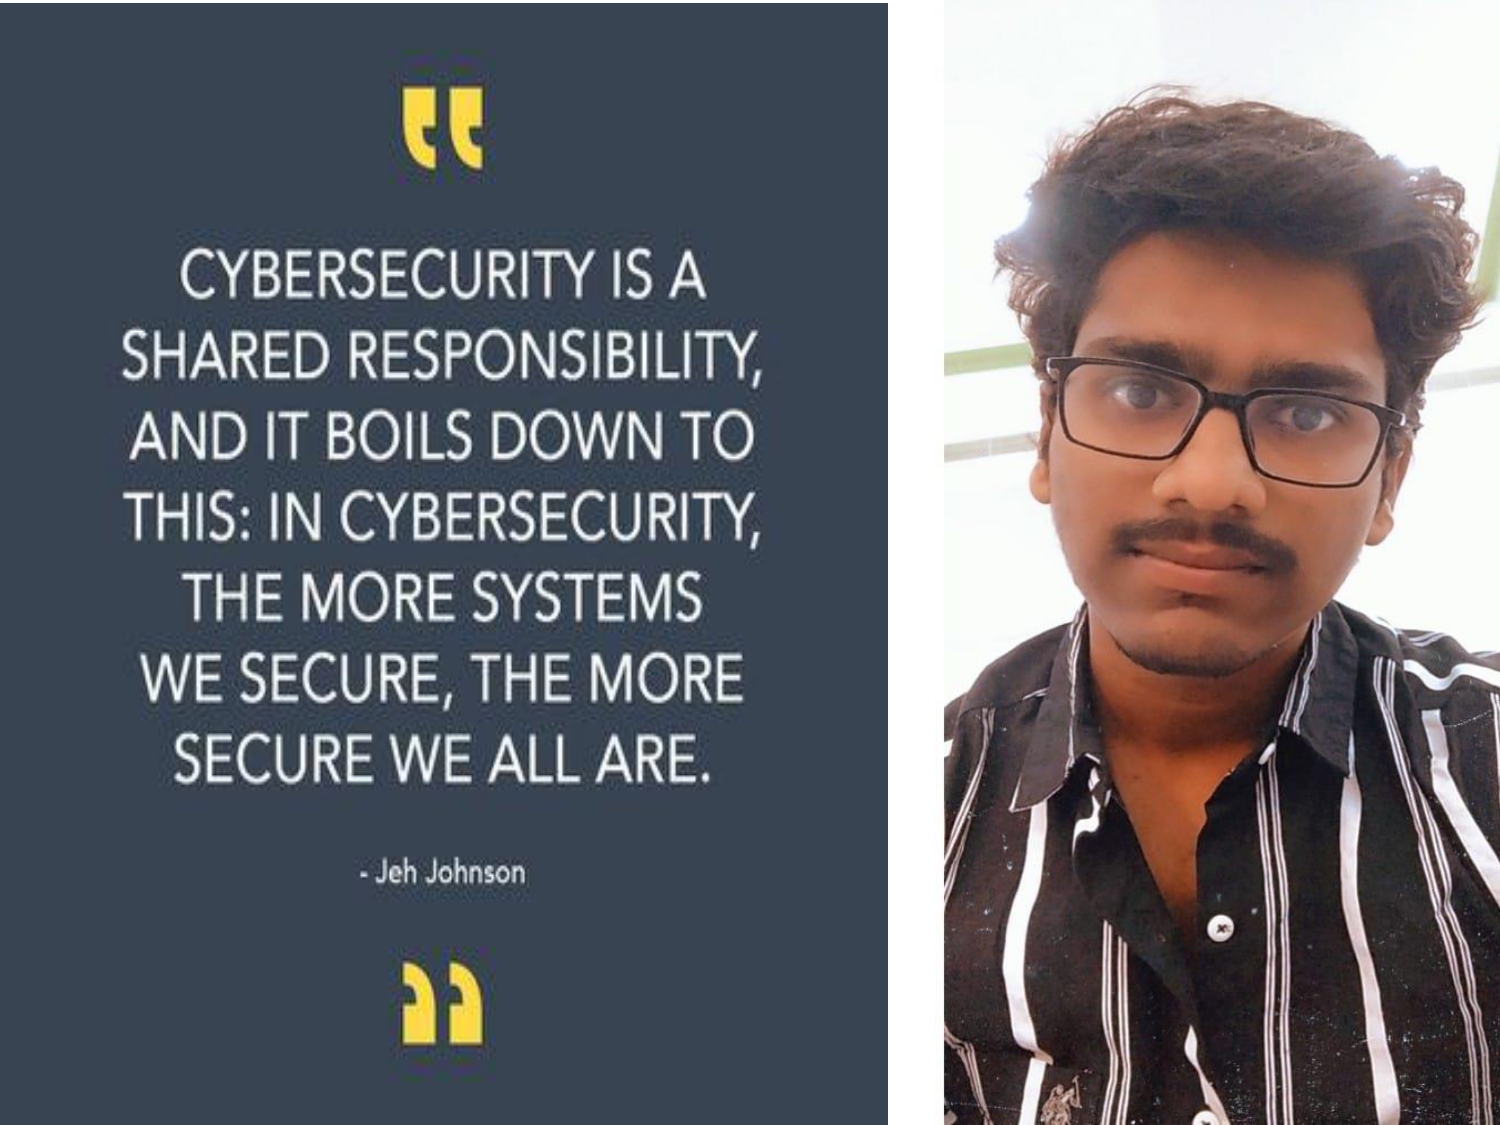 CYBERSECURITY IS A
SHARED RESPONSIBILITY,
AND IT BOILS DOWN TO
THIS: IN CYBERSECURITY,
THE MORE SYSTEMS
WE SECURE, THE MORE
SECURE WE ALL ARE.
- Jeh Johnson